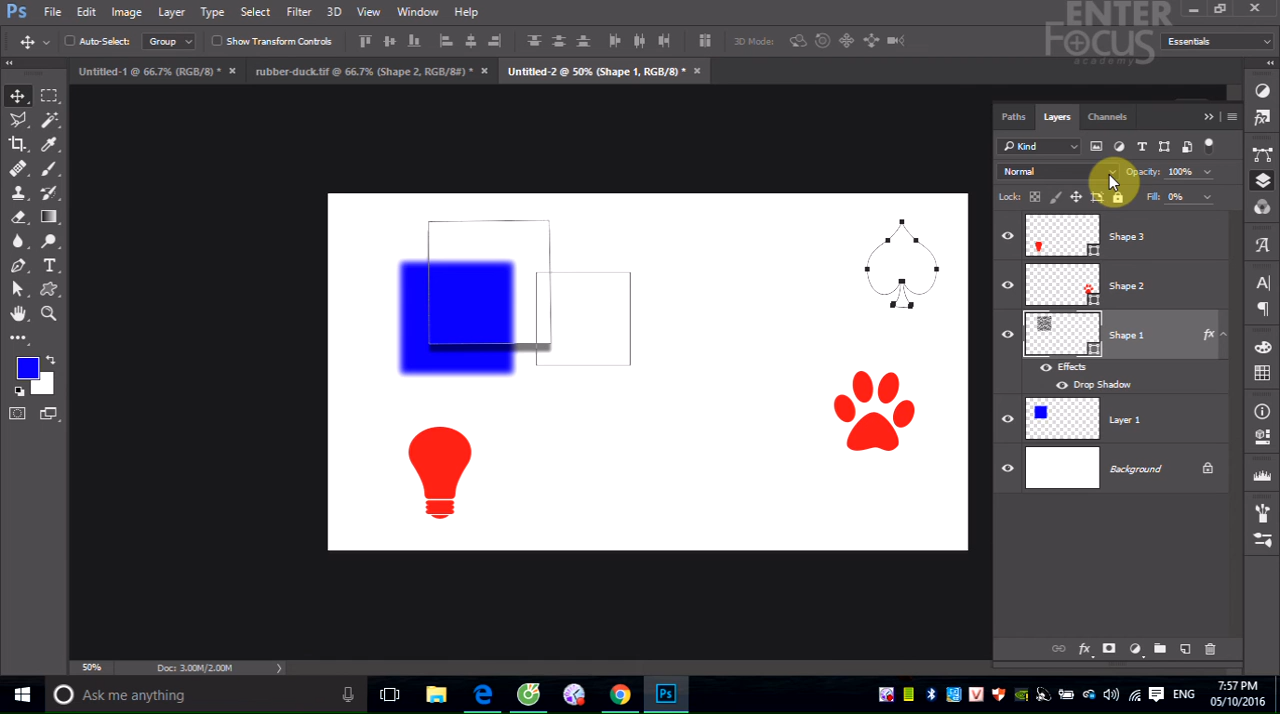 Ps File Edit Image Layer Type Select Filter 3D View Window Help
ENTER
FOCUS
academy
Auto-Select: Group Show Transform Controls 3D Mode: Essentials
Untitled-1 @ 66.7% (RGB/8) * × rubber-duck.tif @ 66.7% (Shape 2, RGB/8#) * × Untitled-2 @ 50% (Shape 1, RGB/8) * ×
Paths Layers Channels
Kind
Normal Opacity: 100%
Lock: Fill: 0%
Shape 3
Shape 2
Shape 1 fx
Effects
Drop Shadow
Layer 1
Background
50% Doc: 3.00M/2.00M
Ask me anything
ENG
7:57 PM
05/10/2016